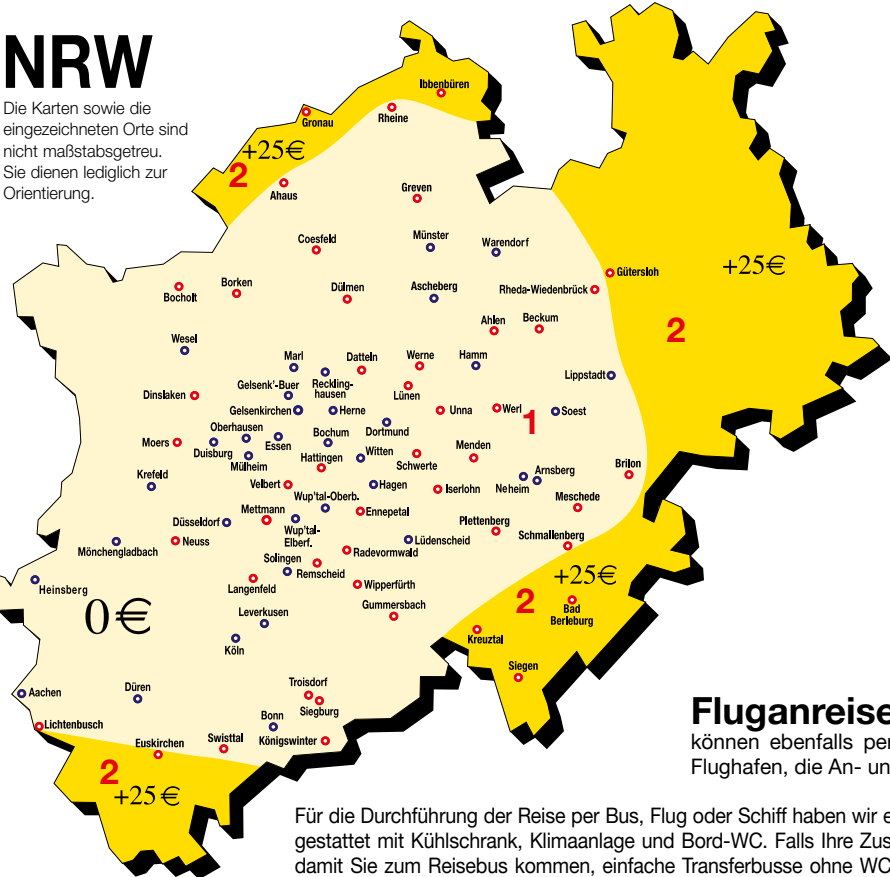 NRW
Die Karten sowie die
eingezeichneten Orte sind
nicht maßstabsgetreu.
Sie dienen lediglich zur
Orientierung.
Ibbenbüren
Gronau
Rheine
+25€
2
Ahaus
Greven
Coesfeld
Münster
Warendorf
Gütersloh
+25€
Bocholt
Borken
Dülmen
Ascheberg
Rheda-Wiedenbrück
Ahlen
Beckum
2
Wesel
Marl
Datteln
Werne
Hamm
Lippstadt
Dinslaken
Gelsenk'-Buer
Reckling-
hausen
Lünen
Gelsenkirchen
Herne
Unna
Werl
1
Soest
Moers
Oberhausen
Duisburg
Mülheim
Essen
Bochum
Dortmund
Hattingen
Witten
Schwerte
Menden
Krefeld
Velbert
Hagen
Iserlohn
Neheim
Arnsberg
Brilon
Meschede
Wup'tal-Oberb.
Mettmann
Düsseldorf
Wup'tal-
Elberf.
Ennepetal
Plettenberg
Mönchengladbach
Neuss
Lüdenscheid
Schmallenberg
Solingen
Radevormwald
Remscheid
Heinsberg
Langenfeld
Wipperfürth
+25€
2
Bad
Berleburg
0€
Leverkusen
Gummersbach
Köln
Kreuztal
Siegen
Aachen
Düren
Troisdorf
Siegburg
Lichtenbusch
Bonn
Königswinter
Euskirchen
Swisttal
2
+25€
Fluganreise
können ebenfalls per
Flughafen, die An- un
Für die Durchführung der Reise per Bus, Flug oder Schiff haben wir e
gestattet mit Kühlschrank, Klimaanlage und Bord-WC. Falls Ihre Zus
damit Sie zum Reisebus kommen, einfache Transferbusse ohne WC